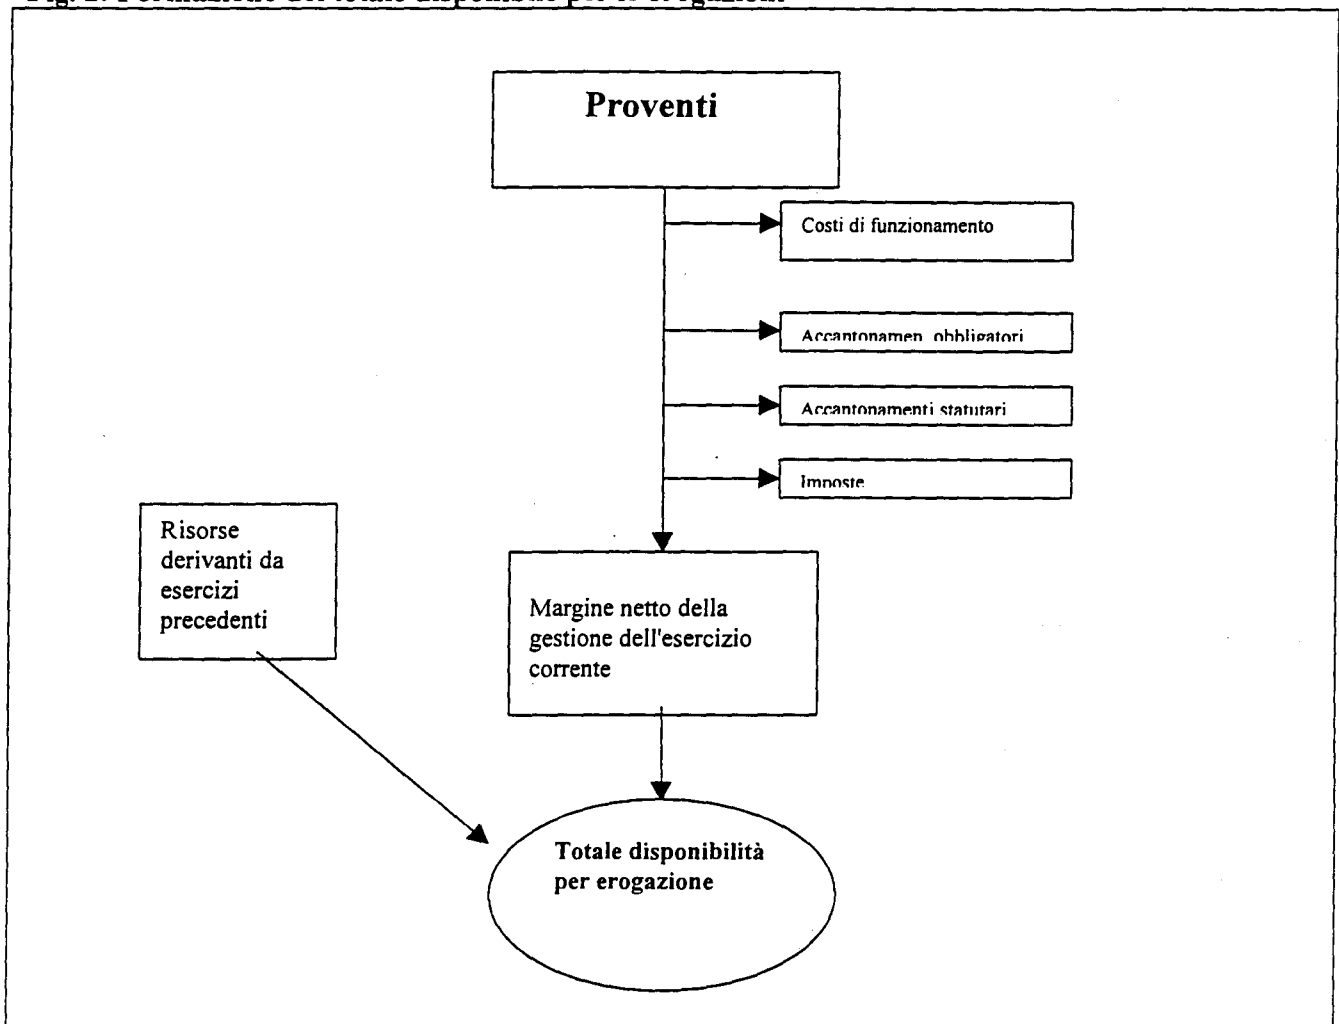 Proventi
Costi di funzionamento
Accantonamen. obbligatori
Accantonamenti statutari
Imposte
Risorse
derivanti da
esercizi
precedenti
Margine netto della
gestione dell'esercizio
corrente
Totale disponibilità
per erogazione